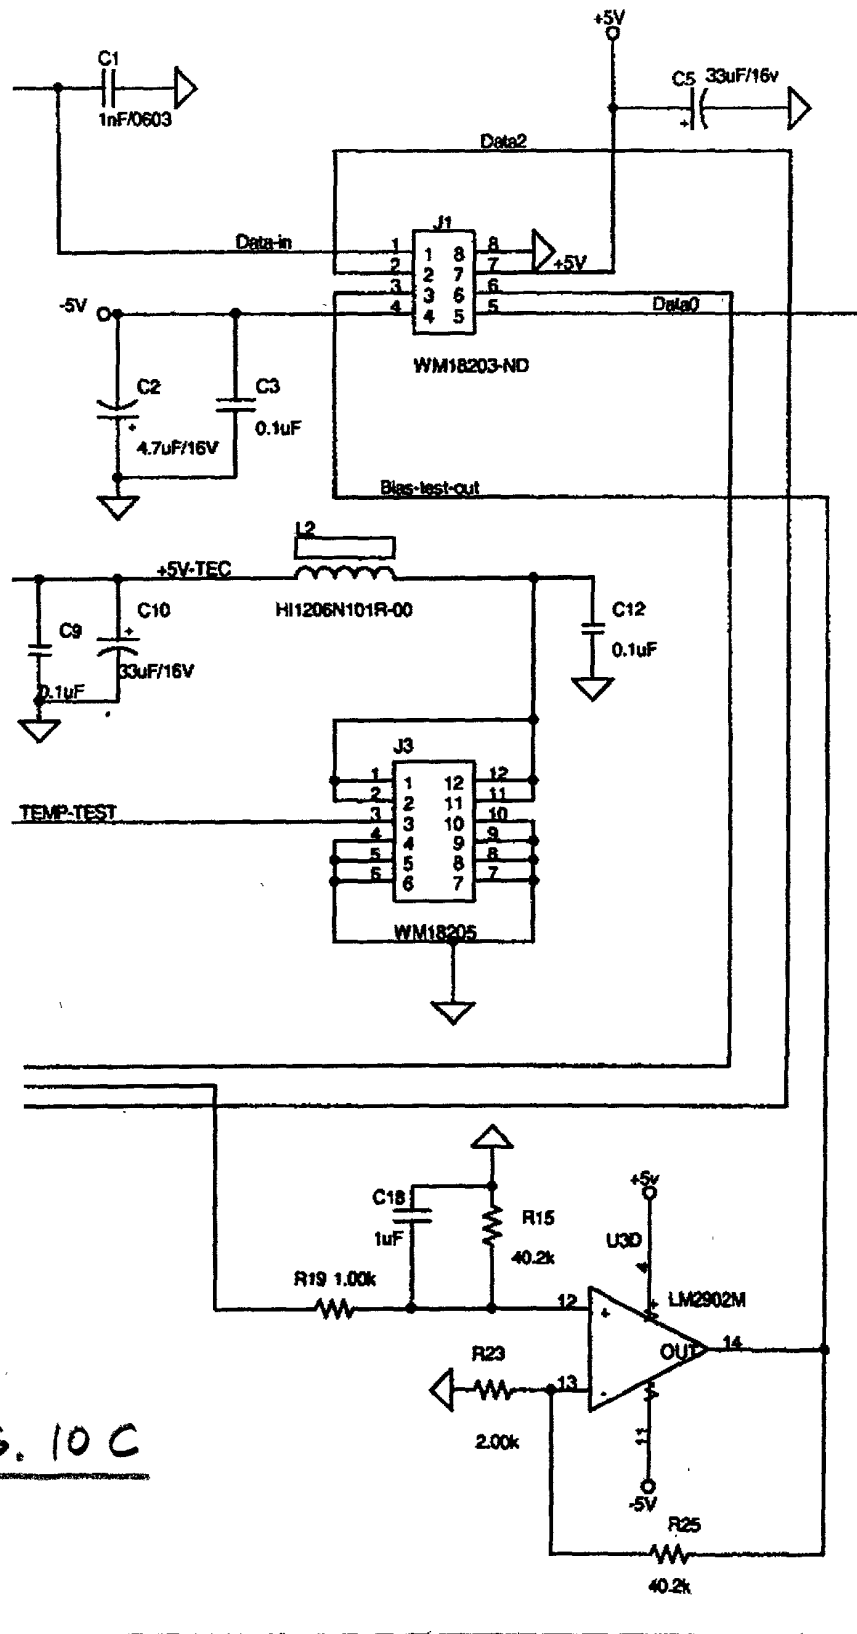 +5V
C1
1nF/0603
C5
33uF/16v
+
Data2
J1
Data-in
1 1 8 8
2 2 7 7 +5V
3 3 6 6
4 4 5 5
Data0
-5V
WM18203-ND
C2
+
4.7uF/16V
C3
0.1uF
Bias-test-out
L2
+5V-TEC
HI1206N101R-00
C9
0.1uF
C10
+
33uF/16V
C12
0.1uF
J3
1 1 12 12
2 2 11 11
TEMP-TEST
3 3 10 10
4 4 9 9
5 5 8 8
6 6 7 7
WM18205
C18
1uF
R15
40.2k
+5v
U3D
4
R19 1.00k
12
+
V+
LM2902M
OUT
14
R23
13
-
V-
2.00k
11
-5V
R25
40.2k
. 10 C